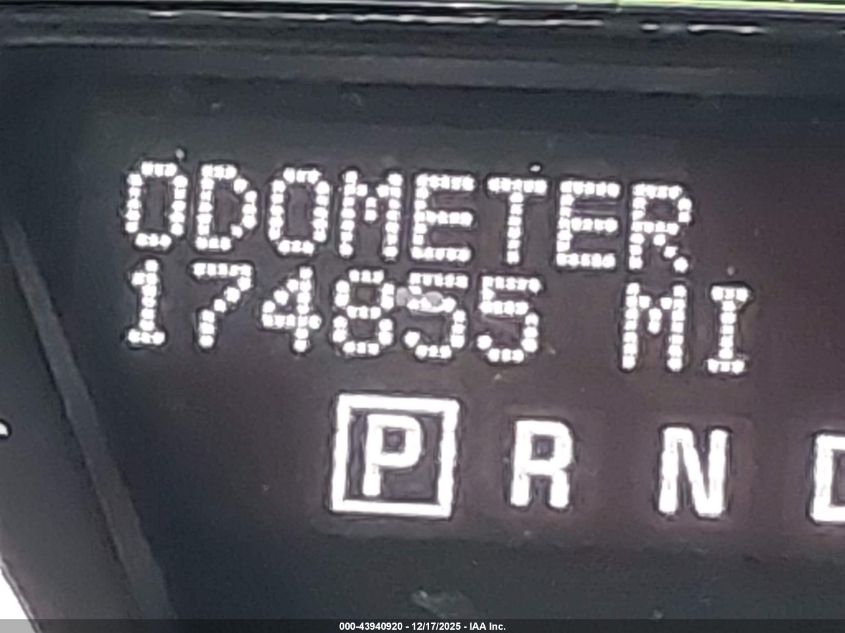 ODOMETER
174855 MI
P R N
000-43940920 - 12/17/2025 - IAA Inc.